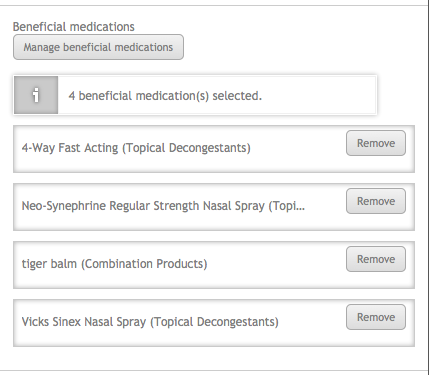 Beneficial medications
Manage beneficial medications
i
4 beneficial medication(s) selected.
4-Way Fast Acting (Topical Decongestants)
Remove
Neo-Synephrine Regular Strength Nasal Spray (Topi...
Remove
tiger balm (Combination Products)
Remove
Vicks Sinex Nasal Spray (Topical Decongestants)
Remove